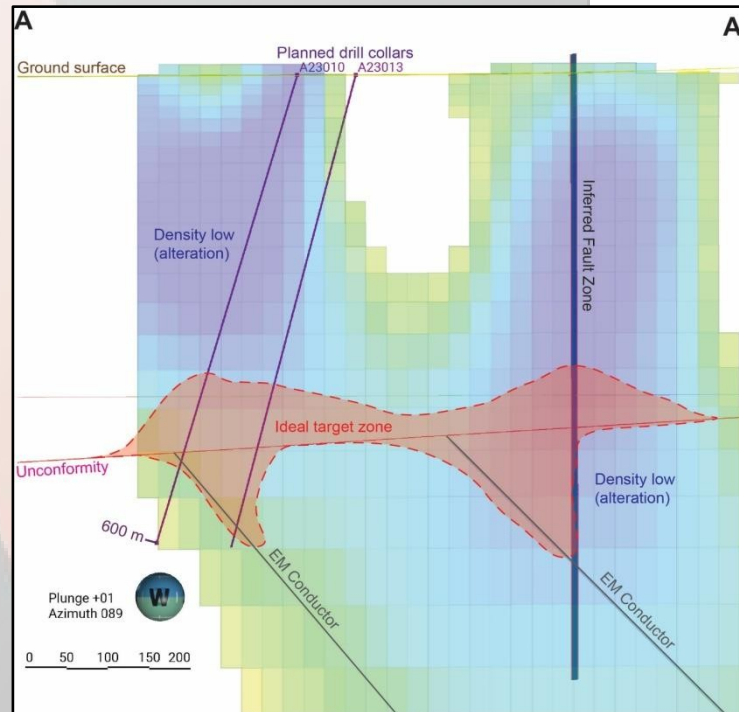 A
A
Planned drill collars
A23010 A23013
Ground surface
Density low
(alteration)
Inferred Fault Zone
Ideal target zone
Unconformity
Density low
(alteration)
600 m
EM Conductor
EM Conductor
Plunge +01
Azimuth 089
W
0 50 100 150 200